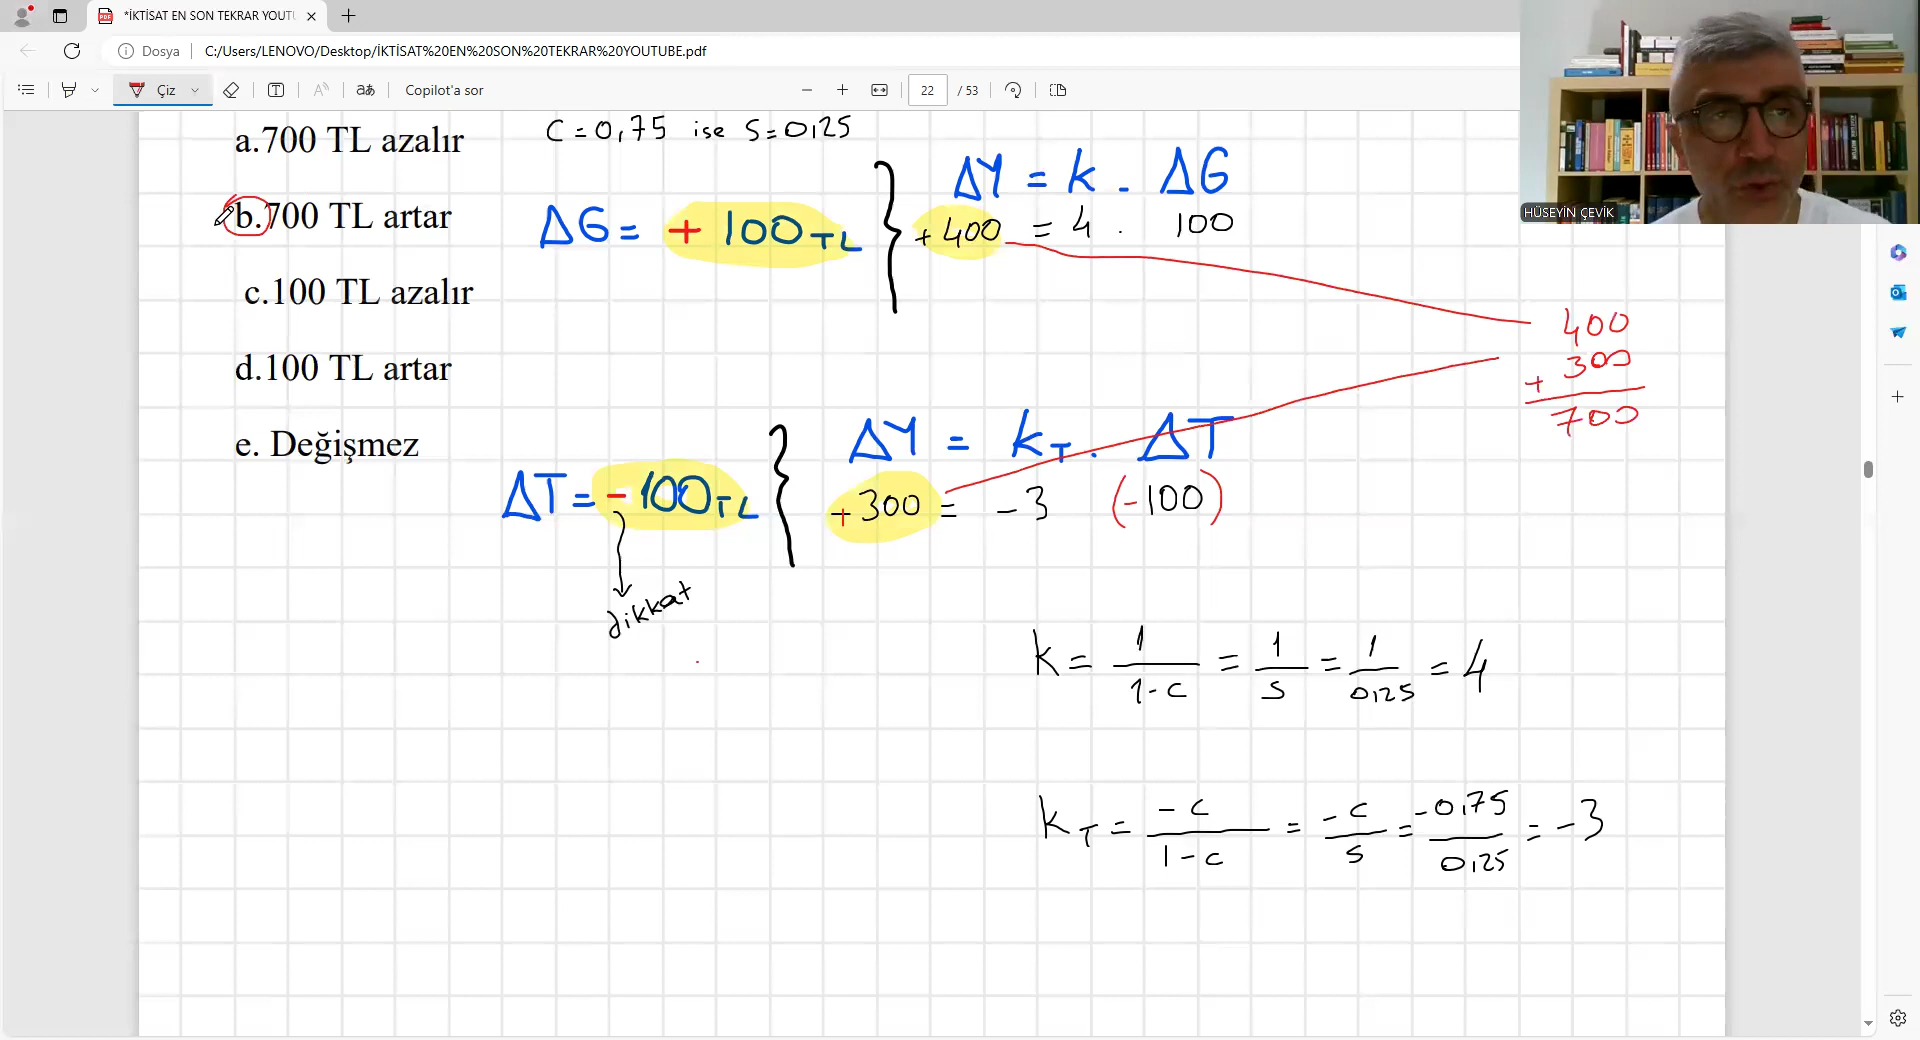 *İKTİSAT EN SON TEKRAR YOUTU
Dosya C:/Users/LENOVO/Desktop/İKTİSAT%20EN%20SON%20TEKRAR%20YOUTUBE.pdf
Çiz
aあ
Copilot'a sor
22 / 53
HÜSEYİN ÇEVİK
C = 0,75 ise S = 0,25
a.700 TL azalır
b.700 TL artar
c.100 TL azalır
d.100 TL artar
e. Değişmez
ΔG = + 100 TL
ΔY = k . ΔG
+ 400 = 4 . 100
400
300
+
700
ΔT = - 100 TL
ΔY = kT . ΔT
+ 300 = - 3 (-100)
dikkat
k = 1 / 1-c = 1 / s = 1 / 0,25 = 4
kT = -c / 1-c = -c / s = -0,75 / 0,25 = -3